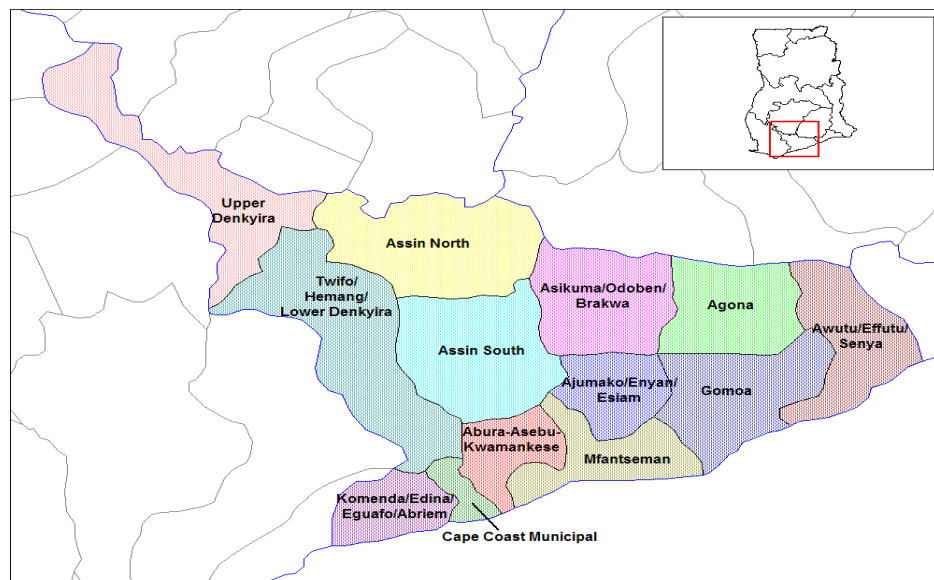 Upper
Denkyira
Assin North
Twifo/
Hemang/
Lower Denkyira
Asikuma/Odoben/
Brakwa
Agona
Awutu/Effutu/
Senya
Assin South
Ajumako/Enyan/
Esiam
Gomoa
Abura-Asebu-
Kwamankese
Mfantseman
Komenda/Edina/
Eguafo/Abriem
Cape Coast Municipal